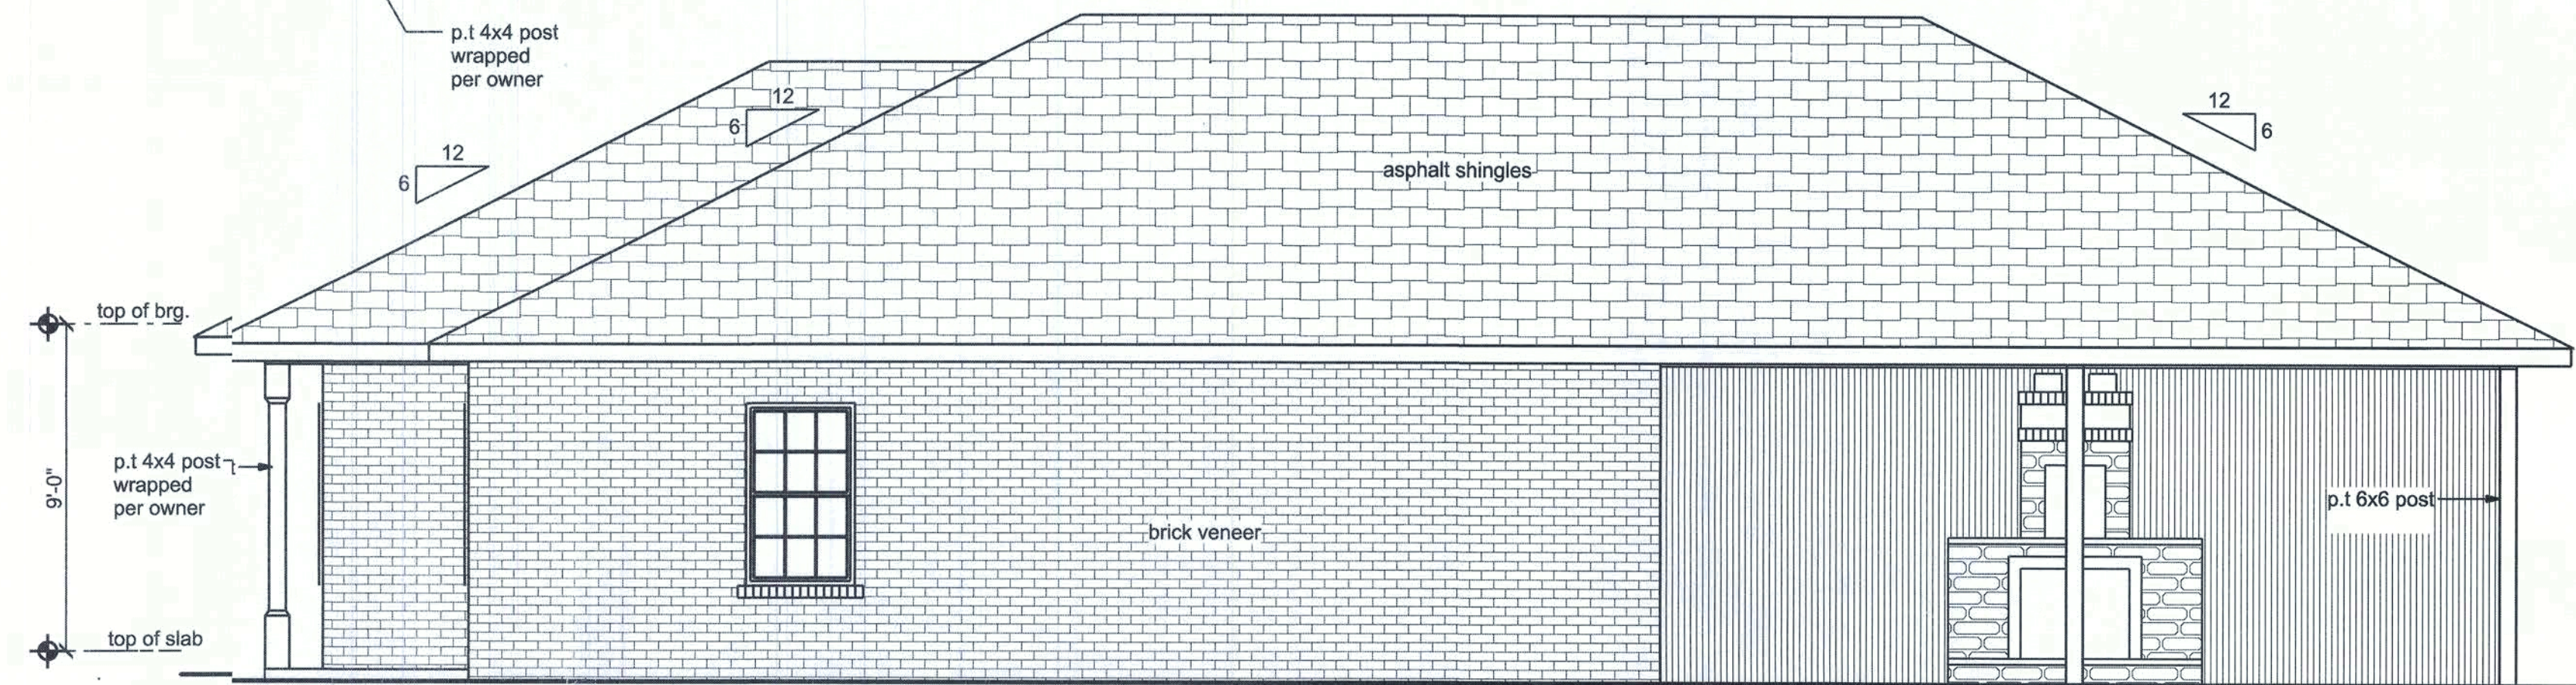 p.t 4x4 post
wrapped
per owner
12
6
12
6
12
6
asphalt shingles
top of brg.
9'-0"
p.t 4x4 post
wrapped
per owner
p.t 6x6 post
brick veneer
top of slab